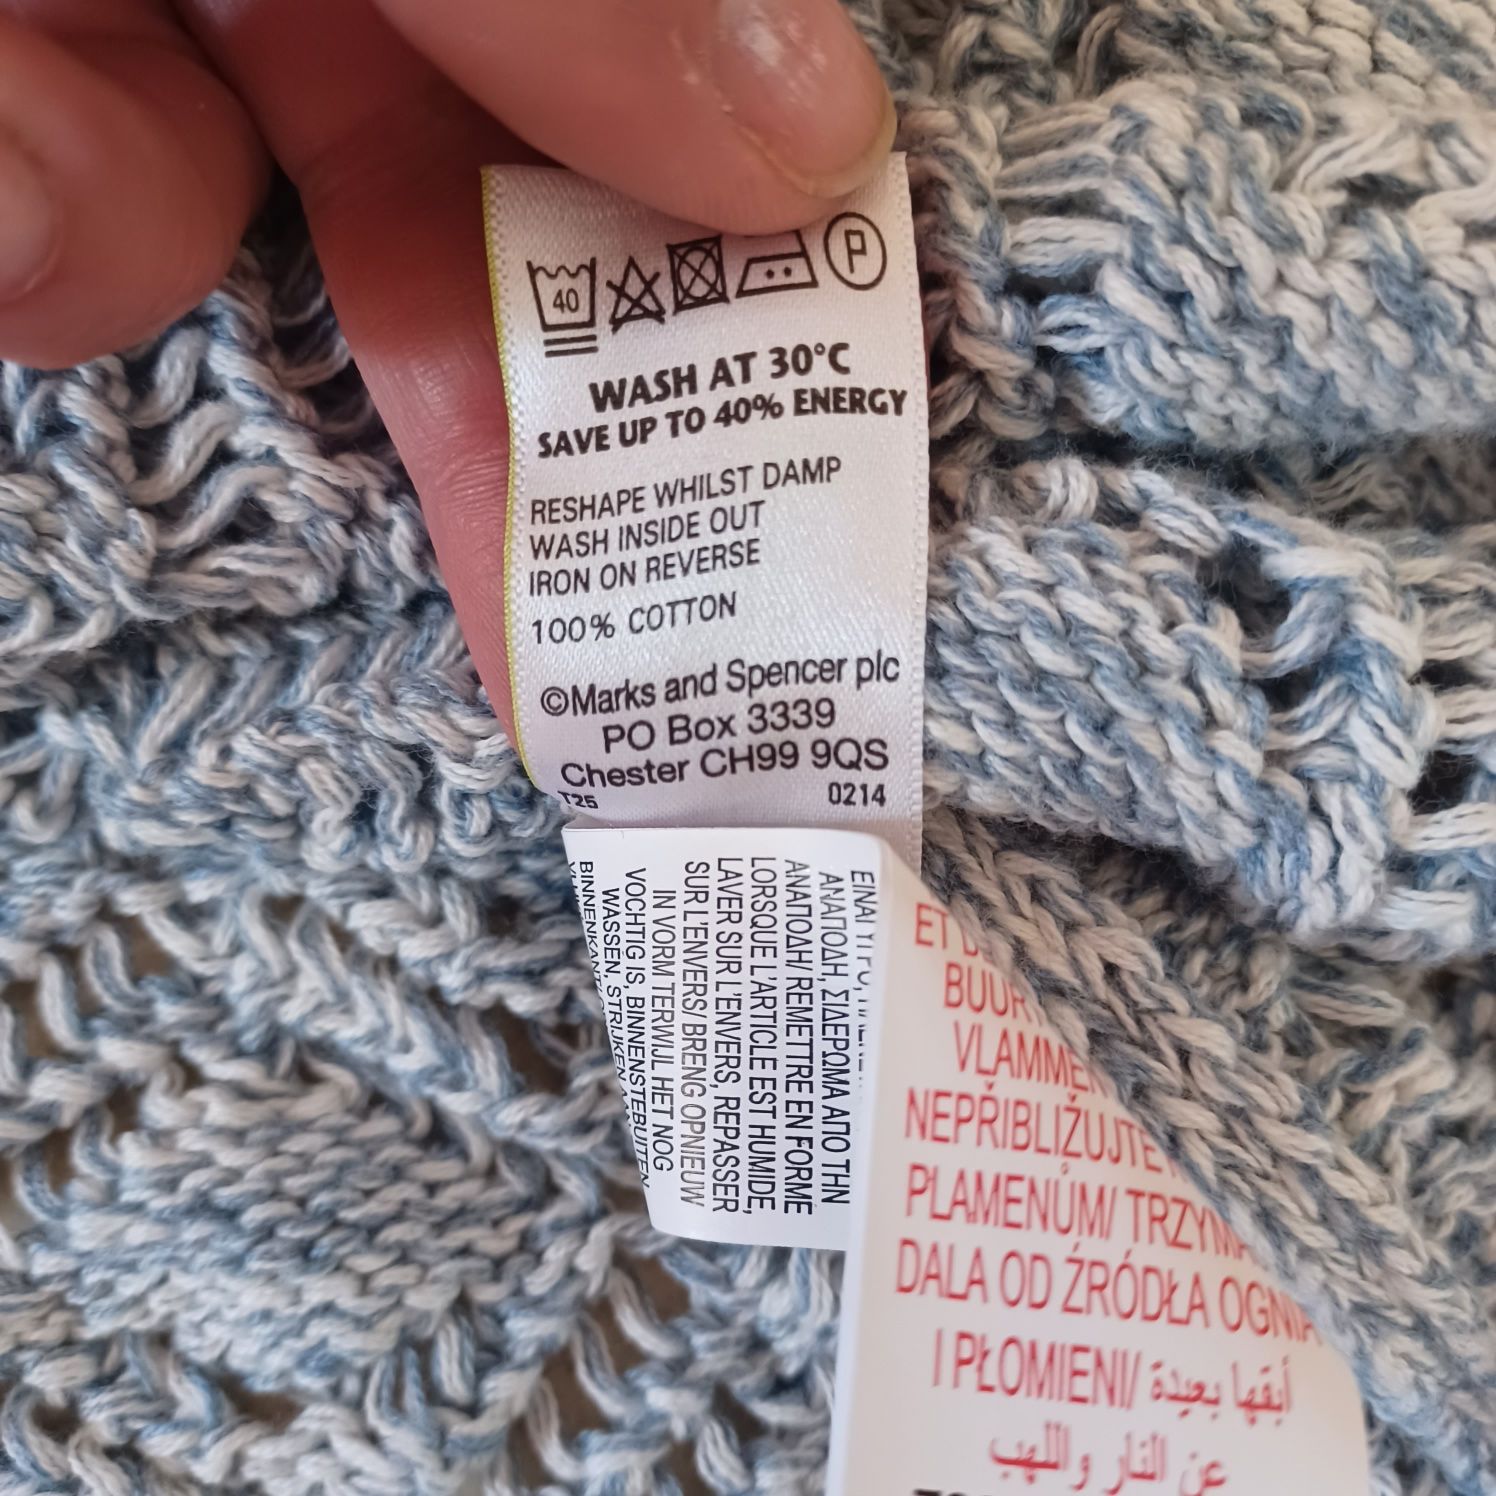 40
P
WASH AT 30°C
SAVE UP TO 40% ENERGY
RESHAPE WHILST DAMP
WASH INSIDE OUT
IRON ON REVERSE
100% COTTON
©Marks and Spencer plc
PO Box 3339
Chester CH99 9QS
T25 0214
ΕΙΝΑΙ
ΑΝΑΠΟΔΗ, ΣΙΔΕΡΩΜΑ ΑΠΟ ΤΗΝ
ΑΝΑΠΟΔΗ/ REMETTRE EN FORME
LORSQUE L'ARTICLE EST HUMIDE,
LAVER SUR L'ENVERS, REPASSER
SUR L'ENVERS/ BRENG OPNIEUW
IN VORM TERWIJL HET NOG
VOCHTIG IS, BINNENSTEBUITEN
WASSEN, STRIJKEN
ET
VLAMMEN
NEPŘIBLIŽUJTE
PLAMENŮM/
DALA OD ŹRÓDŁA OGNIA
I PŁOMIENI/ أبقها بعيدة
عن النار واللهب